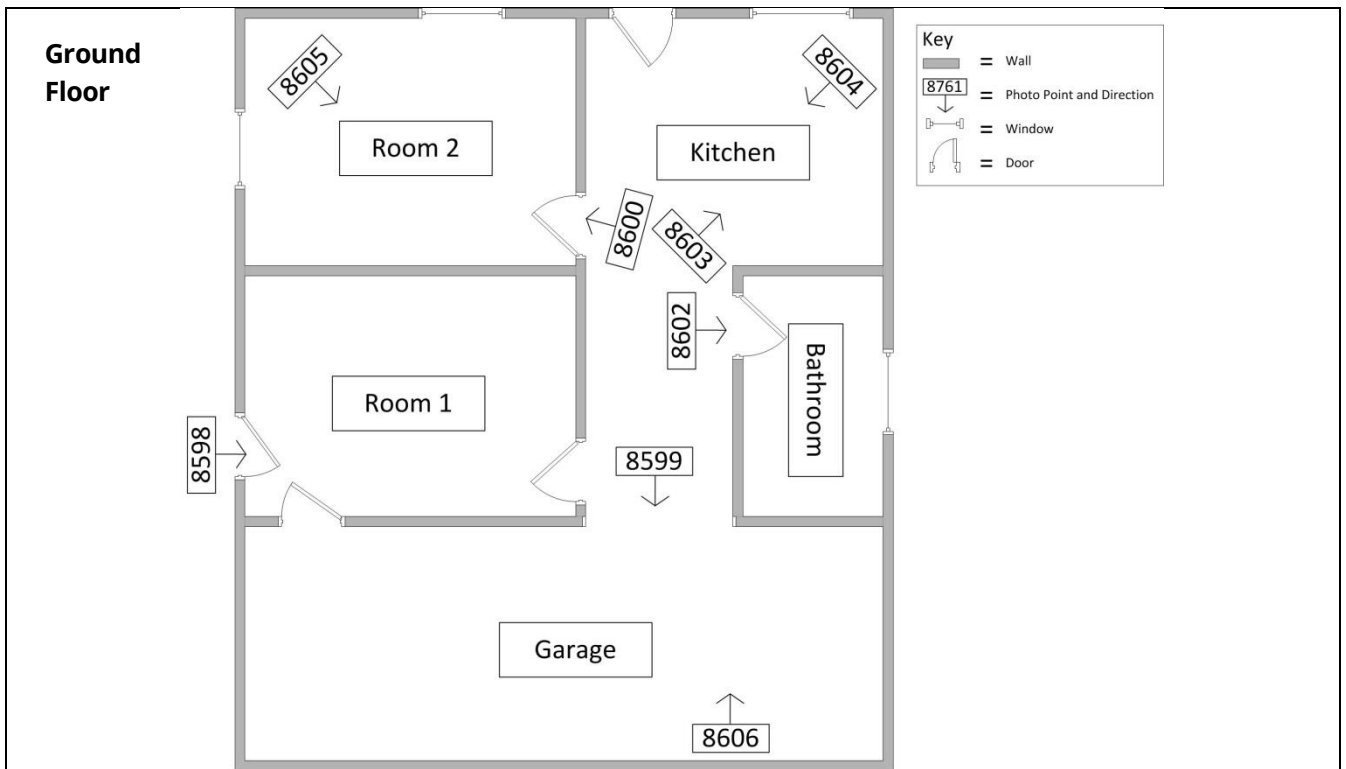 Ground
Floor
8605
8604
Room 2
Kitchen
8600
8603
8602
Bathroom
Room 1
8598
8599
Garage
8606
Key
= Wall
8761 = Photo Point and Direction
= Window
= Door